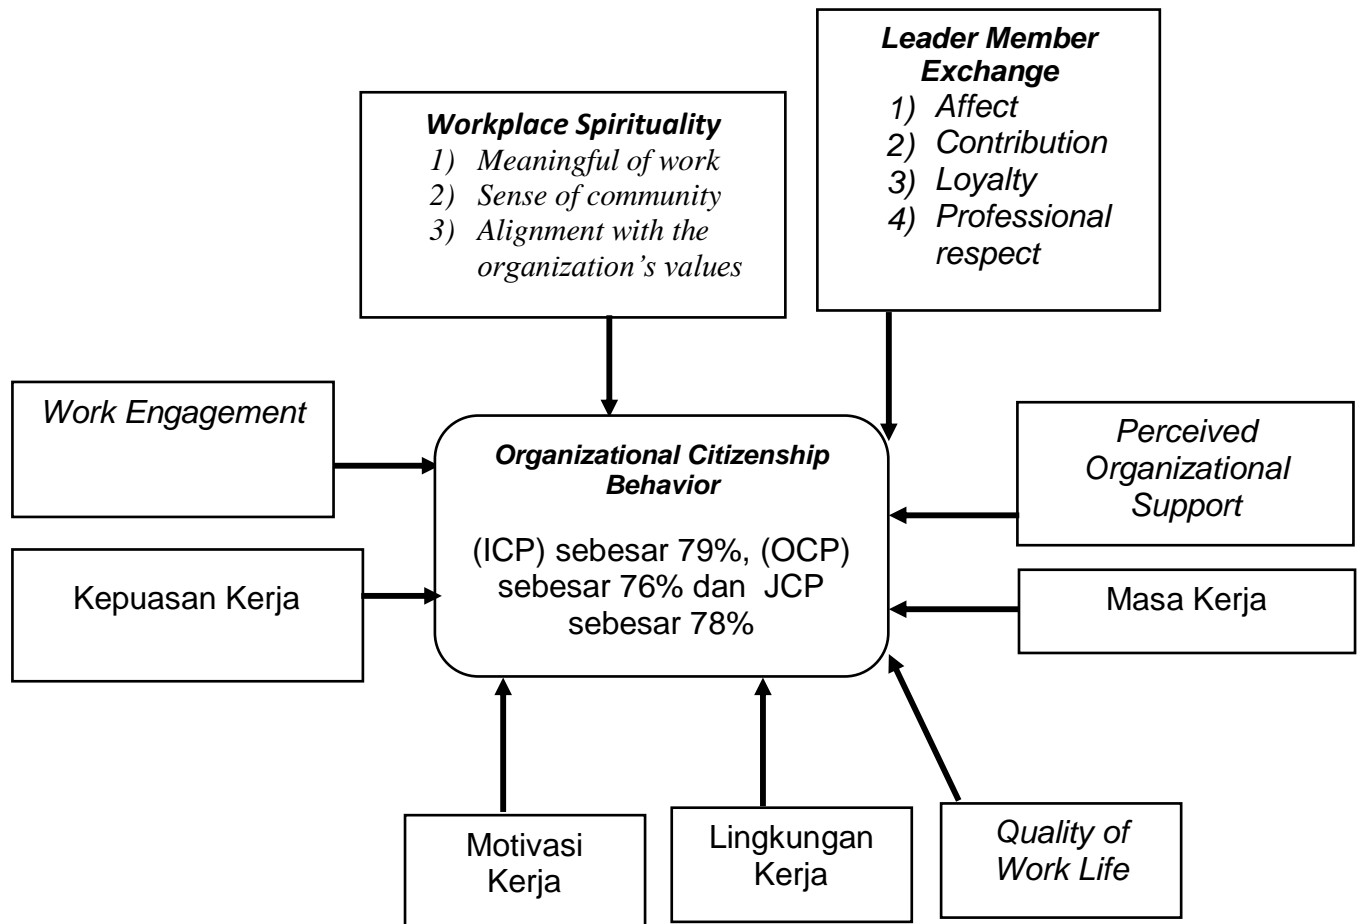 Leader Member
Exchange
1) Affect
2) Contribution
3) Loyalty
4) Professional
respect
Workplace Spirituality
1) Meaningful of work
2) Sense of community
3) Alignment with the
organization's values
Work Engagement
Kepuasan Kerja
Organizational Citizenship
Behavior
(ICP) sebesar 79%, (OCP)
sebesar 76% dan JCP
sebesar 78%
Perceived
Organizational
Support
Masa Kerja
Motivasi
Kerja
Lingkungan
Kerja
Quality of
Work Life